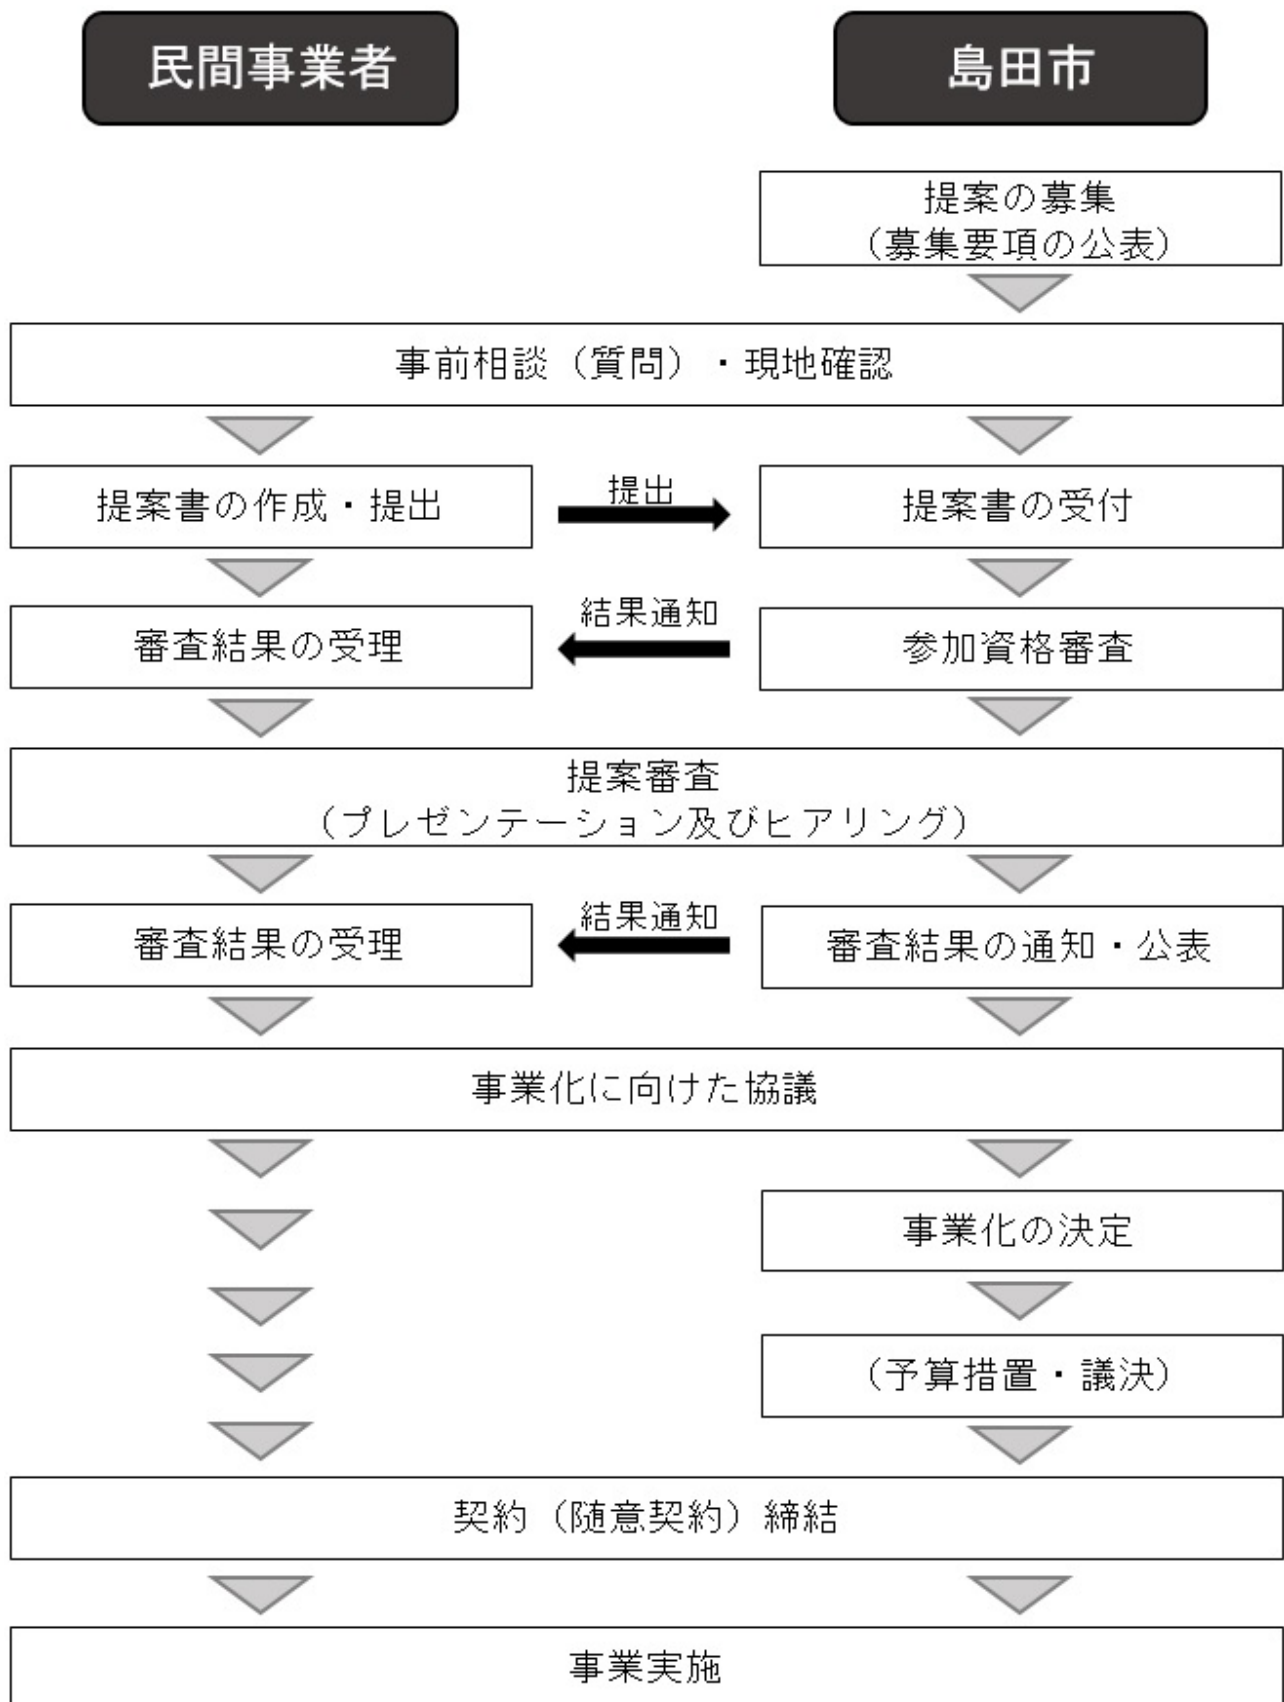 民間事業者
島田市
提案の募集
（募集要項の公表）
事前相談（質問）・現地確認
提案書の作成・提出
提出
提案書の受付
審査結果の受理
結果通知
参加資格審査
提案審査
（プレゼンテーション及びヒアリング）
審査結果の受理
結果通知
審査結果の通知・公表
事業化に向けた協議
事業化の決定
（予算措置・議決）
契約（随意契約）締結
事業実施